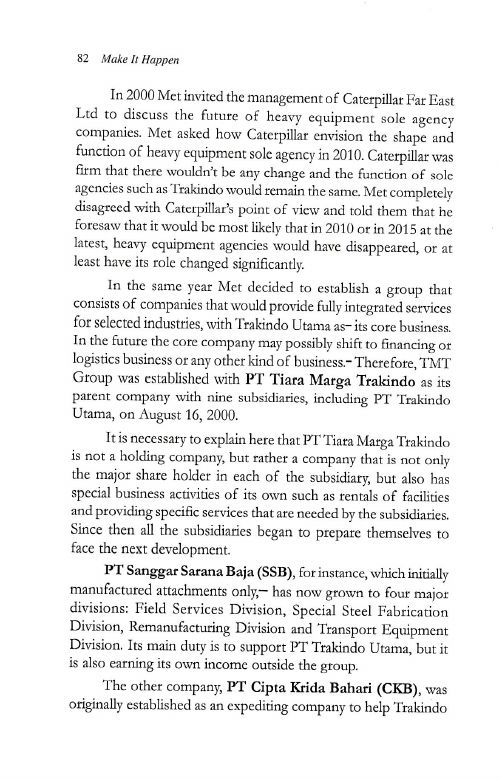 82 Make It Happen
In 2000 Met invited the management of Caterpillar Far East
Ltd to discuss the future of heavy equipment sole agency
companies. Met asked how Caterpillar envision the shape and
function of heavy equipment sole agency in 2010. Caterpillar was
firm that there wouldn't be any change and the function of sole
agencies such as Trakindo would remain the same. Met completely
disagreed with Caterpillar's point of view and told them that he
foresaw that it would be most likely that in 2010 or in 2015 at the
latest, heavy equipment agencies would have disappeared, or at
least have its role changed significantly.
In the same year Met decided to establish a group that
consists of companies that would provide fully integrated services
for selected industries, with Trakindo Utama as– its core business.
In the future the core company may possibly shift to financing or
logistics business or any other kind of business.- Therefore, TMT
Group was established with PT Tiara Marga Trakindo as its
parent company with nine subsidiaries, including PT Trakindo
Utama, on August 16, 2000.
It is necessary to explain here that PT Tiara Marga Trakindo
is not a holding company, but rather a company that is not only
the major share holder in each of the subsidiary, but also has
special business activities of its own such as rentals of facilities
and providing specific services that are needed by the subsidiaries.
Since then all the subsidiaries began to prepare themselves to
face the next development.
PT Sanggar Sarana Baja (SSB), for instance, which initially
manufactured attachments only,– has now grown to four major
divisions: Field Services Division, Special Steel Fabrication
Division, Remanufacturing Division and Transport Equipment
Division. Its main duty is to support PT Trakindo Utama, but it
is also earning its own income outside the group.
The other company, PT Cipta Krida Bahari (CKB), was
originally established as an expediting company to help Trakindo